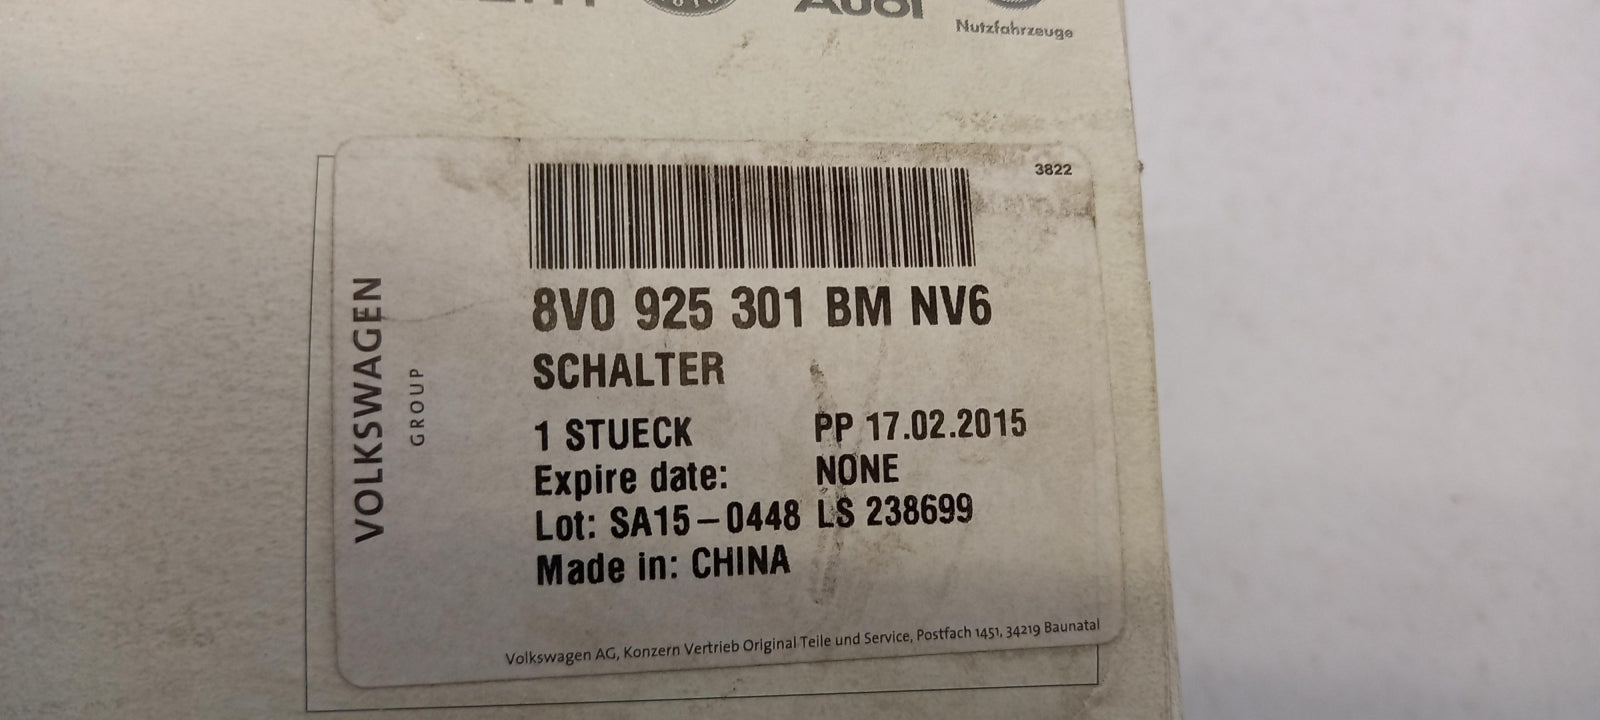 Audi
Nutzfahrzeuge
3822
VOLKSWAGEN
GROUP
8V0 925 301 BM NV6
SCHALTER
1 STUECK PP 17.02.2015
Expire date: NONE
Lot: SA15-0448 LS 238699
Made in: CHINA
Volkswagen AG, Konzern Vertrieb Original Teile und Service, Postfach 1451, 34219 Baunatal